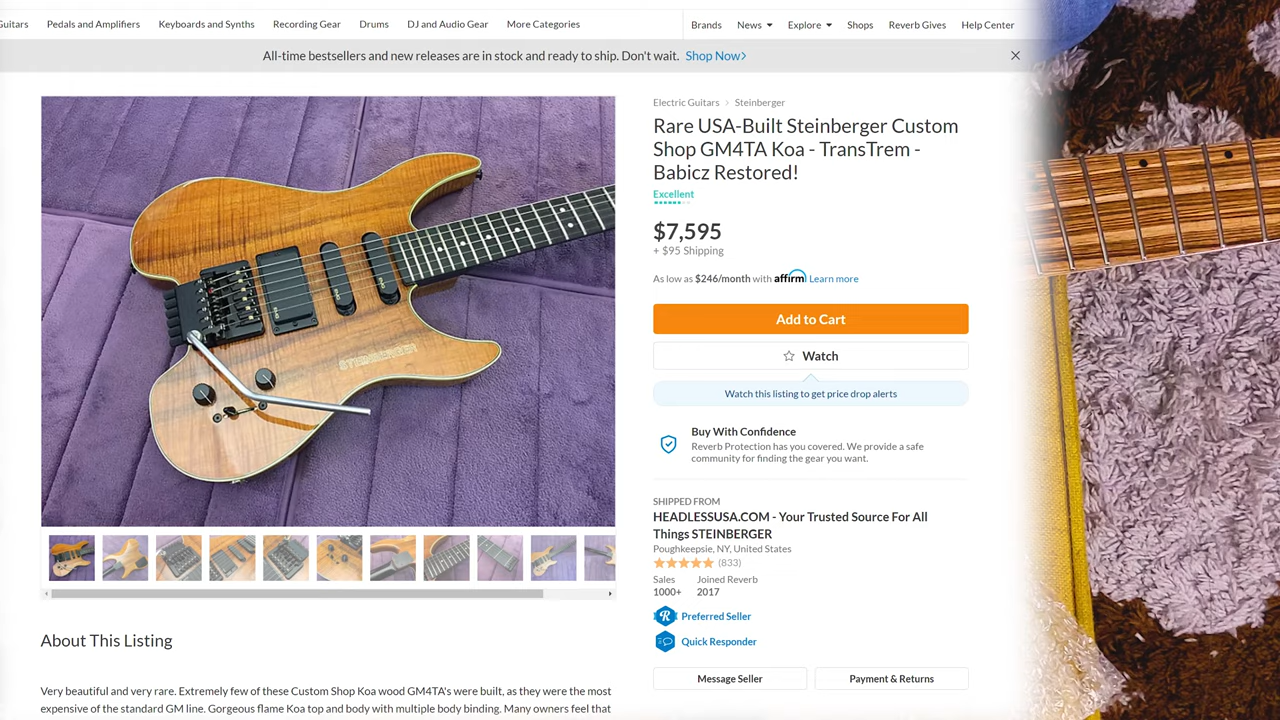 Guitars Pedals and Amplifiers Keyboards and Synths Recording Gear Drums DJ and Audio Gear More Categories Brands News Explore Shops Reverb Gives Help Center
All-time bestsellers and new releases are in stock and ready to ship. Don't wait. Shop Now
Electric Guitars Steinberger
Rare USA-Built Steinberger Custom
Shop GM4TA Koa - TransTrem -
Babicz Restored!
Excellent
$7,595
+ $95 Shipping
As low as $246/month with affirm Learn more
Add to Cart
Watch
Watch this listing to get price drop alerts
Buy With Confidence
Reverb Protection has you covered. We provide a safe
community for finding the gear you want.
SHIPPED FROM
HEADLESSUSA.COM - Your Trusted Source For All
Things STEINBERGER
Poughkeepsie, NY, United States
(833)
Sales Joined Reverb
1000+ 2017
Preferred Seller
Quick Responder
Message Seller Payment & Returns
STEINBERGER
About This Listing
Very beautiful and very rare. Extremely few of these Custom Shop Koa wood GM4TA's were built, as they were the most
expensive of the standard GM line. Gorgeous flame Koa top and body with multiple body binding. Many owners feel that